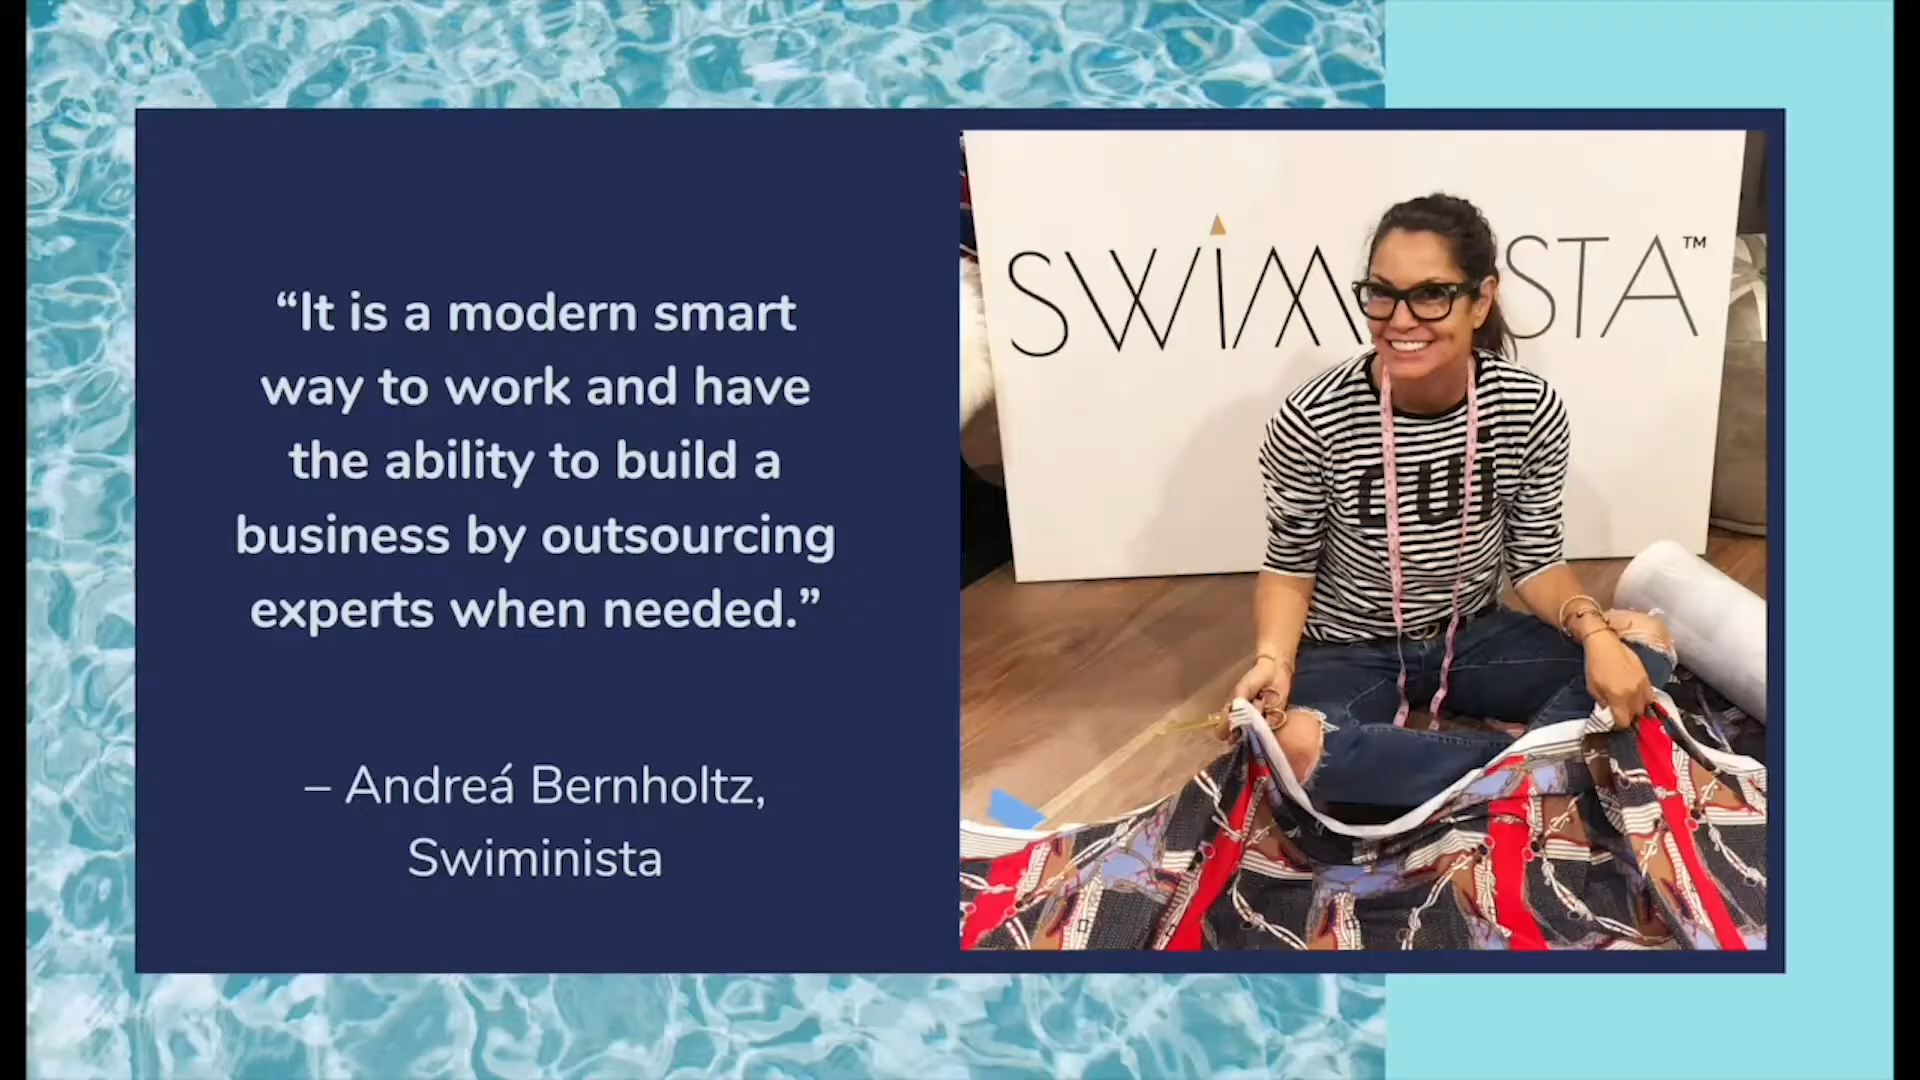 “It is a modern smart
way to work and have
the ability to build a
business by outsourcing
experts when needed.”
– Andreá Bernholtz,
Swiminista
SWIM STA™